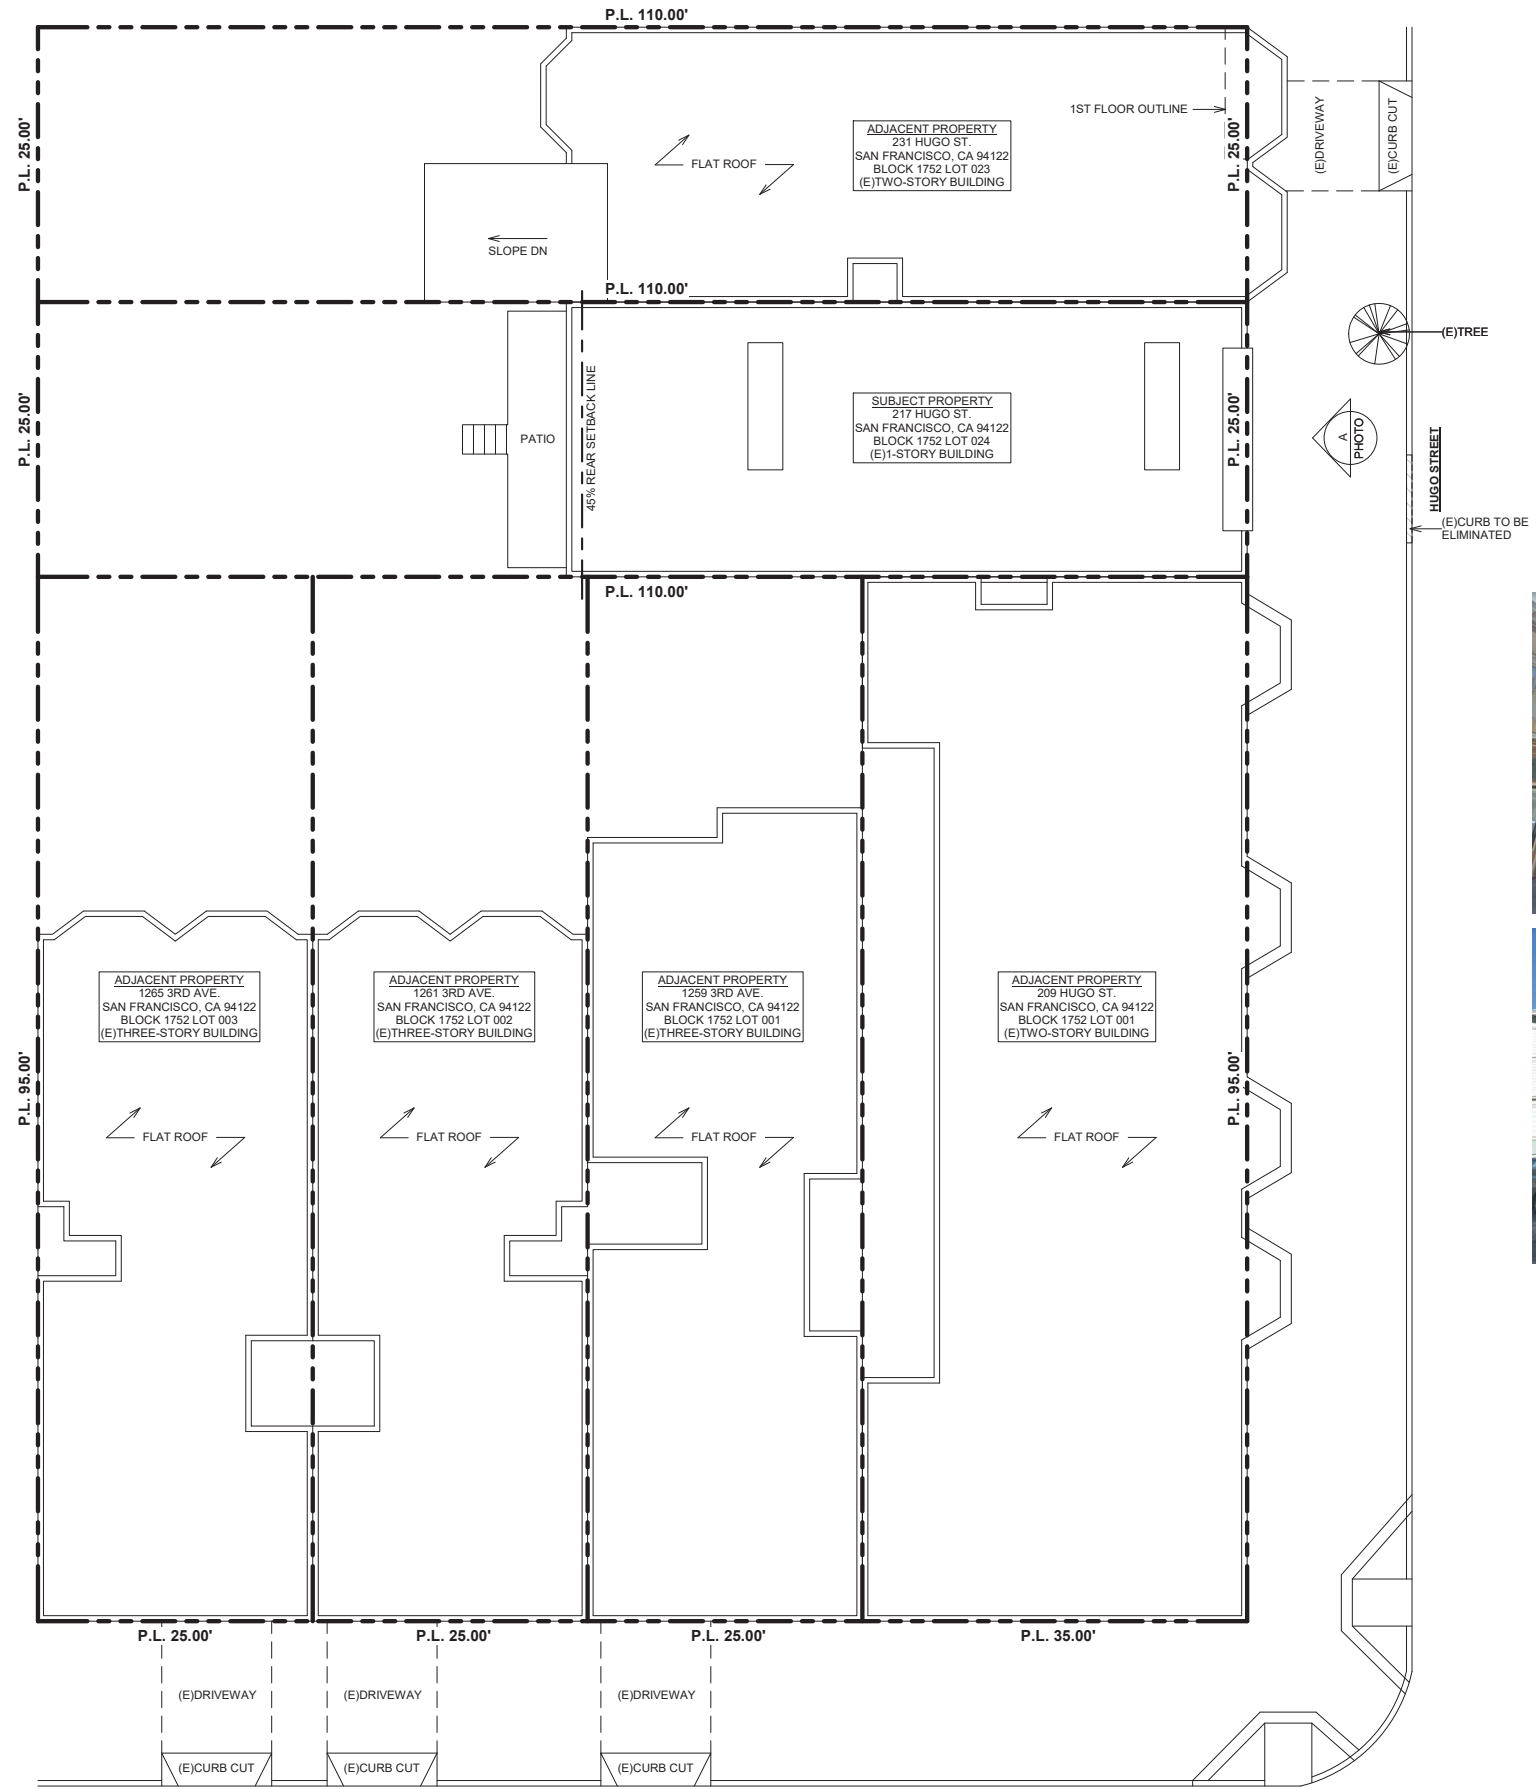 P.L. 110.00'
P.L. 25.00'
1ST FLOOR OUTLINE
P.L. 25.00'
(E)DRIVEWAY
(E)CURB CUT
ADJACENT PROPERTY
231 HUGO ST.
SAN FRANCISCO, CA 94122
BLOCK 1752 LOT 023
(E)TWO-STORY BUILDING
FLAT ROOF
SLOPE DN
P.L. 110.00'
(E)TREE
P.L. 25.00'
PATIO
45% REAR SETBACK LINE
SUBJECT PROPERTY
217 HUGO ST.
SAN FRANCISCO, CA 94122
BLOCK 1752 LOT 024
(E)1-STORY BUILDING
P.L. 25.00'
A
PHOTO
HUGO STREET
(E)CURB TO BE
ELIMINATED
P.L. 110.00'
ADJACENT PROPERTY
1265 3RD AVE.
SAN FRANCISCO, CA 94122
BLOCK 1752 LOT 003
(E)THREE-STORY BUILDING
ADJACENT PROPERTY
1261 3RD AVE.
SAN FRANCISCO, CA 94122
BLOCK 1752 LOT 002
(E)THREE-STORY BUILDING
ADJACENT PROPERTY
1259 3RD AVE.
SAN FRANCISCO, CA 94122
BLOCK 1752 LOT 001
(E)THREE-STORY BUILDING
ADJACENT PROPERTY
209 HUGO ST.
SAN FRANCISCO, CA 94122
BLOCK 1752 LOT 001
(E)TWO-STORY BUILDING
P.L. 95.00'
P.L. 95.00'
FLAT ROOF
FLAT ROOF
FLAT ROOF
FLAT ROOF
P.L. 25.00'
P.L. 25.00'
P.L. 25.00'
P.L. 35.00'
(E)DRIVEWAY
(E)DRIVEWAY
(E)DRIVEWAY
(E)CURB CUT
(E)CURB CUT
(E)CURB CUT